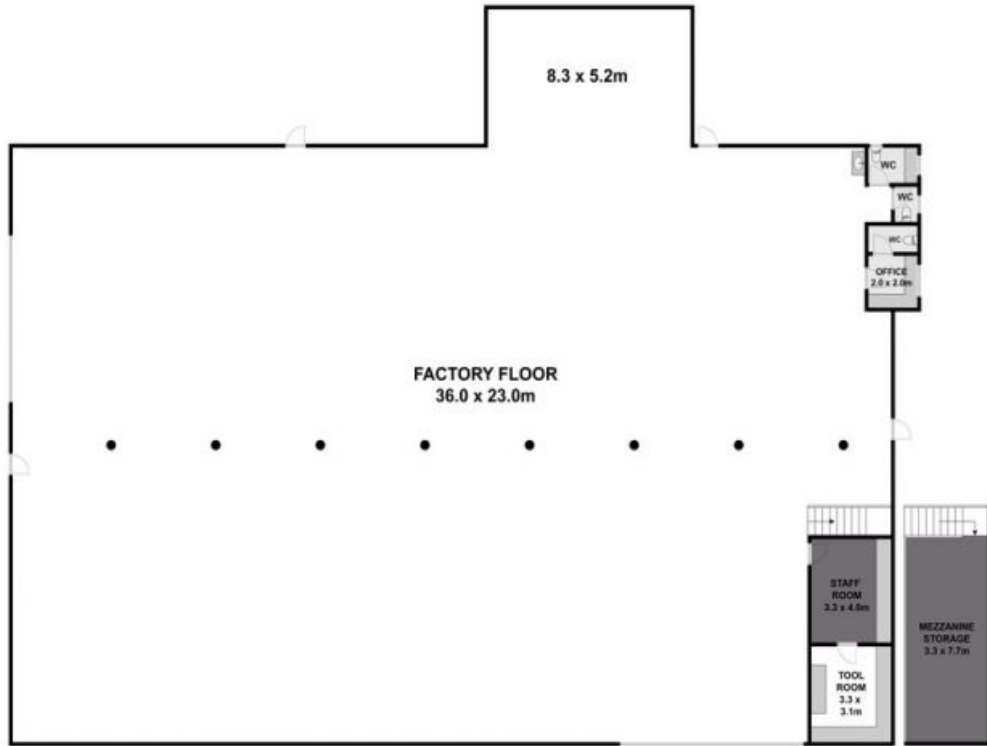 8.3 x 5.2m
WC
WC
WC
OFFICE
2.0 x 2.0m
FACTORY FLOOR
36.0 x 23.0m
STAFF
ROOM
3.3 x 4.0m
MEZZANINE
STORAGE
3.3 x 7.7m
TOOL
ROOM
3.3 x
3.1m